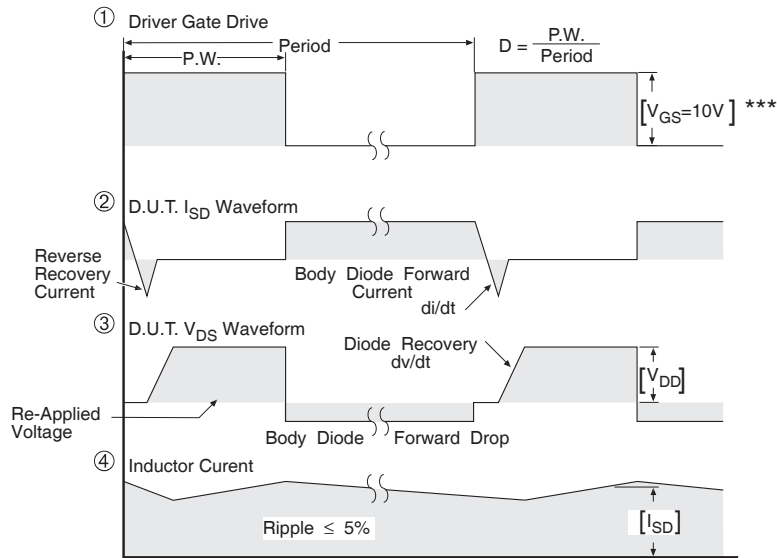 ① Driver Gate Drive
P.W.
Period
D = P.W.
Period
[VGS=10V] ***
② D.U.T. ISD Waveform
Reverse
Recovery
Current
Body Diode Forward
Current
di/dt
③ D.U.T. VDS Waveform
Diode Recovery
dv/dt
[VDD]
Re-Applied
Voltage
Body Diode Forward Drop
④ Inductor Curent
Ripple ≤ 5%
[ISD]